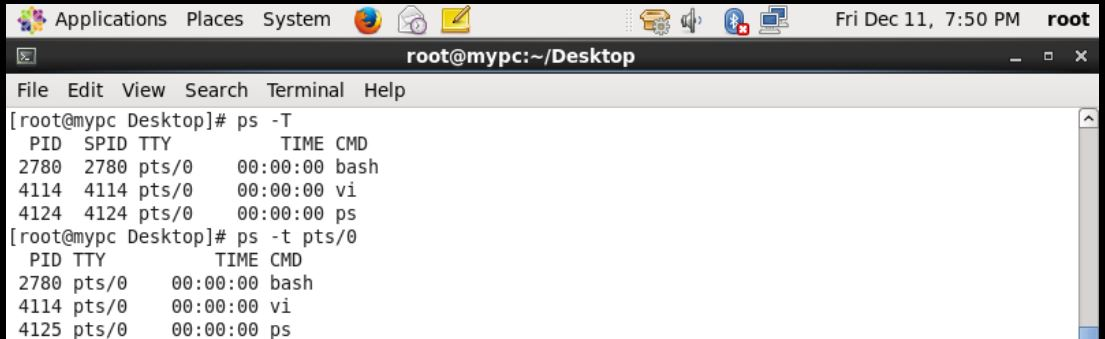 Applications Places System Fri Dec 11, 7:50 PM root
root@mypc:~/Desktop
File Edit View Search Terminal Help
[root@mypc Desktop]# ps -T
  PID  SPID TTY          TIME CMD
 2780  2780 pts/0    00:00:00 bash
 4114  4114 pts/0    00:00:00 vi
 4124  4124 pts/0    00:00:00 ps
[root@mypc Desktop]# ps -t pts/0
  PID TTY          TIME CMD
 2780 pts/0    00:00:00 bash
 4114 pts/0    00:00:00 vi
 4125 pts/0    00:00:00 ps